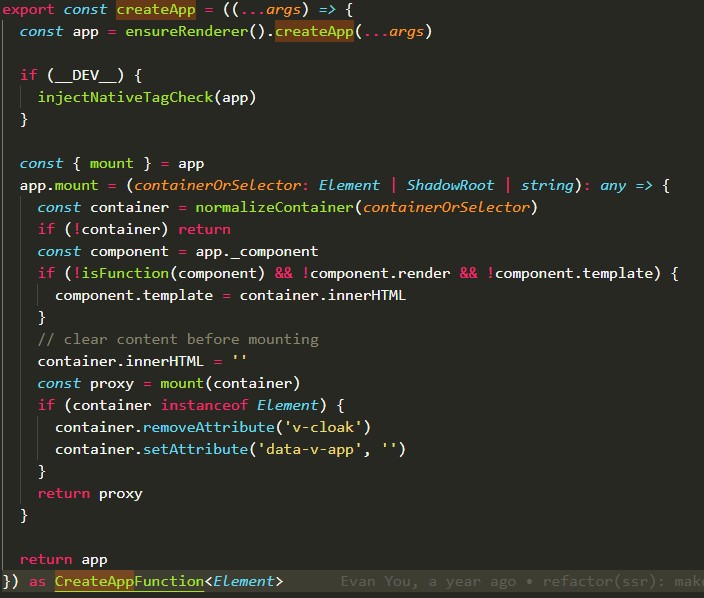 export const createApp = ((...args) => {
  const app = ensureRenderer().createApp(...args)
  if (__DEV__) {
    injectNativeTagCheck(app)
  }
  const { mount } = app
  app.mount = (containerOrSelector: Element | ShadowRoot | string): any => {
    const container = normalizeContainer(containerOrSelector)
    if (!container) return
    const component = app._component
    if (!isFunction(component) && !component.render && !component.template) {
      component.template = container.innerHTML
    }
    // clear content before mounting
    container.innerHTML = ''
    const proxy = mount(container)
    if (container instanceof Element) {
      container.removeAttribute('v-cloak')
      container.setAttribute('data-v-app', '')
    }
    return proxy
  }
  return app
}) as CreateAppFunction<Element> Evan You, a year ago • refactor(ssr): mak